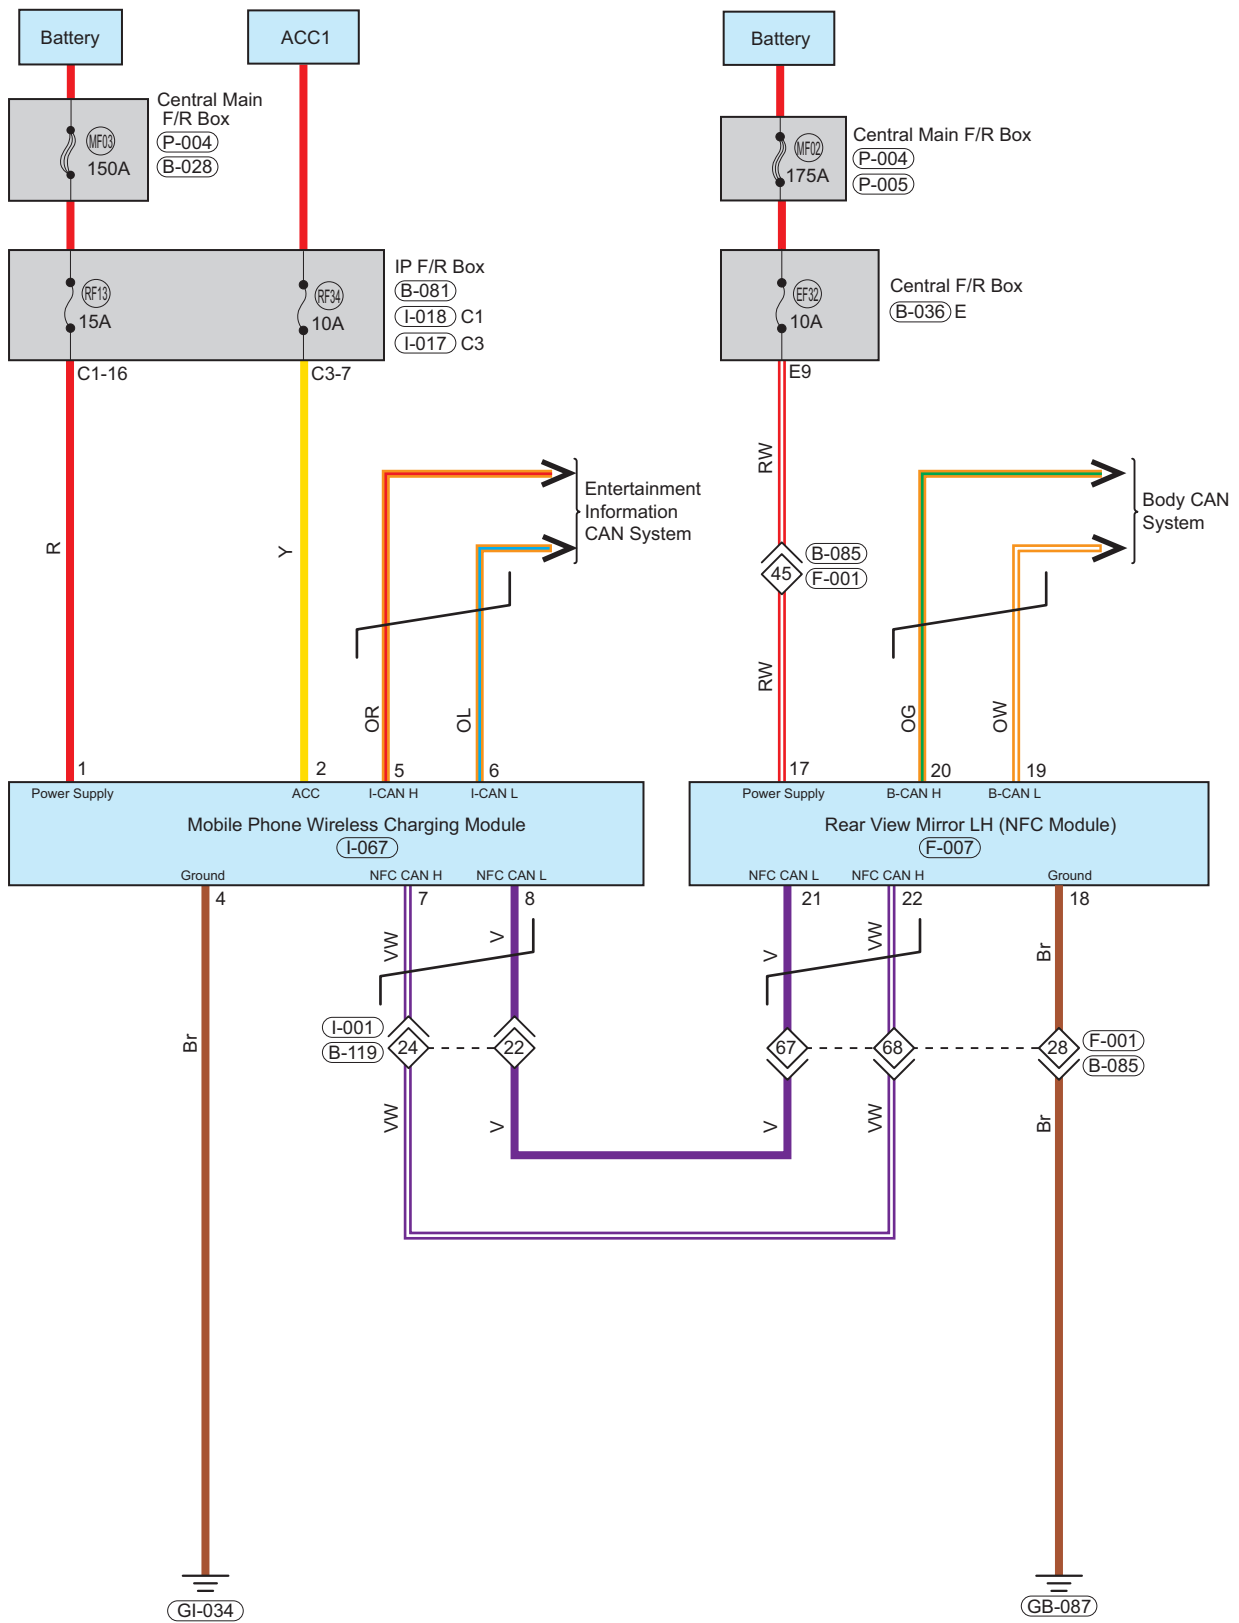 Battery
ACC1
Battery
Central Main
F/R Box
P-004
B-028
MF03
150A
Central Main F/R Box
P-004
P-005
MF02
175A
IP F/R Box
B-081
I-018 C1
I-017 C3
RF13
15A
RF34
10A
Central F/R Box
B-036 E
EF32
10A
C1-16
C3-7
E9
R
Y
OR
OL
Entertainment
Information
CAN System
RW
B-085
45
F-001
RW
OG
OW
Body CAN
System
1
2
5
6
17
20
19
Power Supply
ACC
I-CAN H
I-CAN L
Power Supply
B-CAN H
B-CAN L
Mobile Phone Wireless Charging Module
I-067
Rear View Mirror LH (NFC Module)
F-007
Ground
NFC CAN H
NFC CAN L
NFC CAN L
NFC CAN H
Ground
4
7
8
21
22
18
Br
VW
V
V
VW
Br
I-001
B-119
24
22
67
68
28
F-001
B-085
VW
V
V
VW
Br
GI-034
GB-087